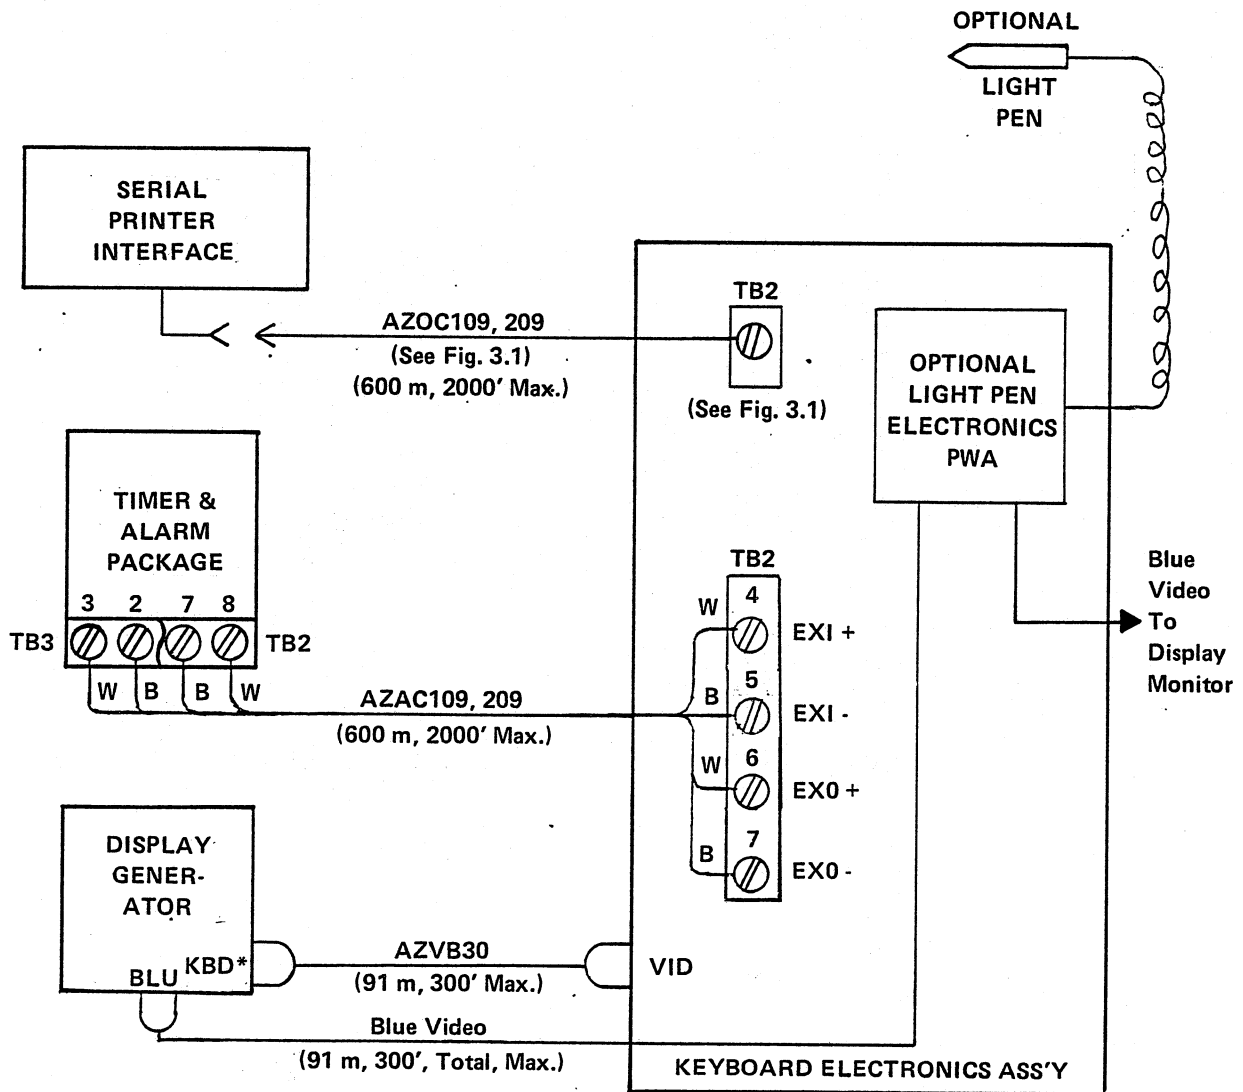 OPTIONAL
LIGHT
PEN
SERIAL
PRINTER
INTERFACE
AZOC109, 209
(See Fig. 3.1)
(600 m, 2000' Max.)
TB2
(See Fig. 3.1)
OPTIONAL
LIGHT PEN
ELECTRONICS
PWA
TIMER &
ALARM
PACKAGE
3 2 7 8
TB3 TB2
W B B W
AZAC109, 209
(600 m, 2000' Max.)
TB2
W 4 EXI +
B 5 EXI -
W 6 EX0 +
B 7 EX0 -
Blue
Video
To
Display
Monitor
DISPLAY
GENER-
ATOR
KBD*
BLU
AZVB30
(91 m, 300' Max.)
VID
Blue Video
(91 m, 300', Total, Max.)
KEYBOARD ELECTRONICS ASS'Y